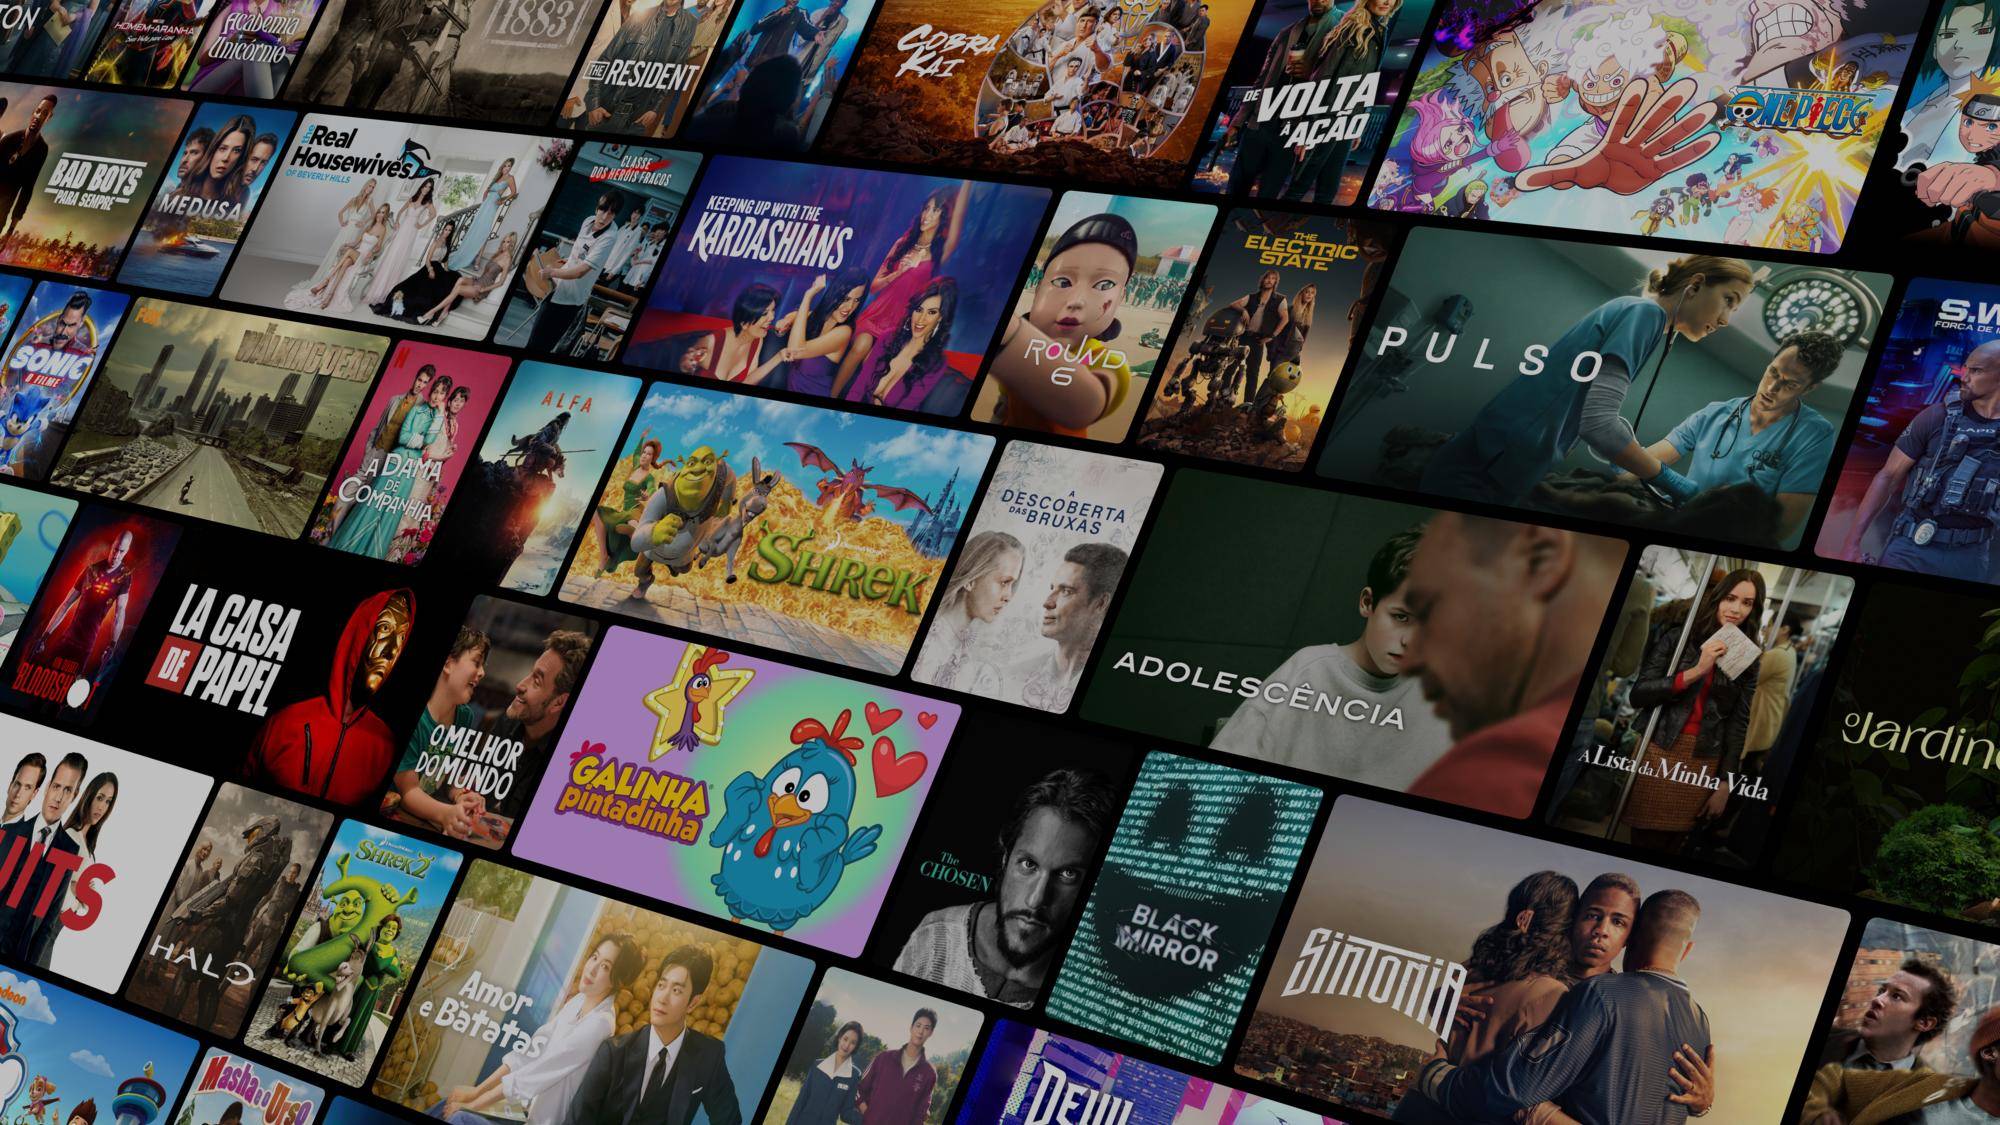 TON
HOMEM-ARANHA
Academia
Unicórnio
1883
THE RESIDENT
COBRA
KAI
DE VOLTA
À AÇÃO
ONE PIECE
BAD BOYS
PARA SEMPRE
MEDUSA
the Real
Housewives
OF BEVERLY HILLS
CLASSE
DOS HERÓIS FRACOS
KEEPING UP WITH THE
KARDASHIANS
ROUND
6
THE
ELECTRIC
STATE
PULSO
S.W
LAPD
SONIC
O FILME
FOX
THE
WALKING DEAD
N
A DAMA
DE
COMPANHIA
ALFA
DREAMWORKS
SHREK
A
DESCOBERTA
DAS BRUXAS
ADOLESCÊNCIA
A Lista da Minha Vida
O Jardin
BLOODSHOT
LA CASA
DE PAPEL
O MELHOR
DO MUNDO
GALINHA
pintadinha
The
CHOSEN
BLACK
MIRROR
SINTONIA
UITS
HALO
SHREK 2
Amor
e Batatas
odeon
Masha e o Urso